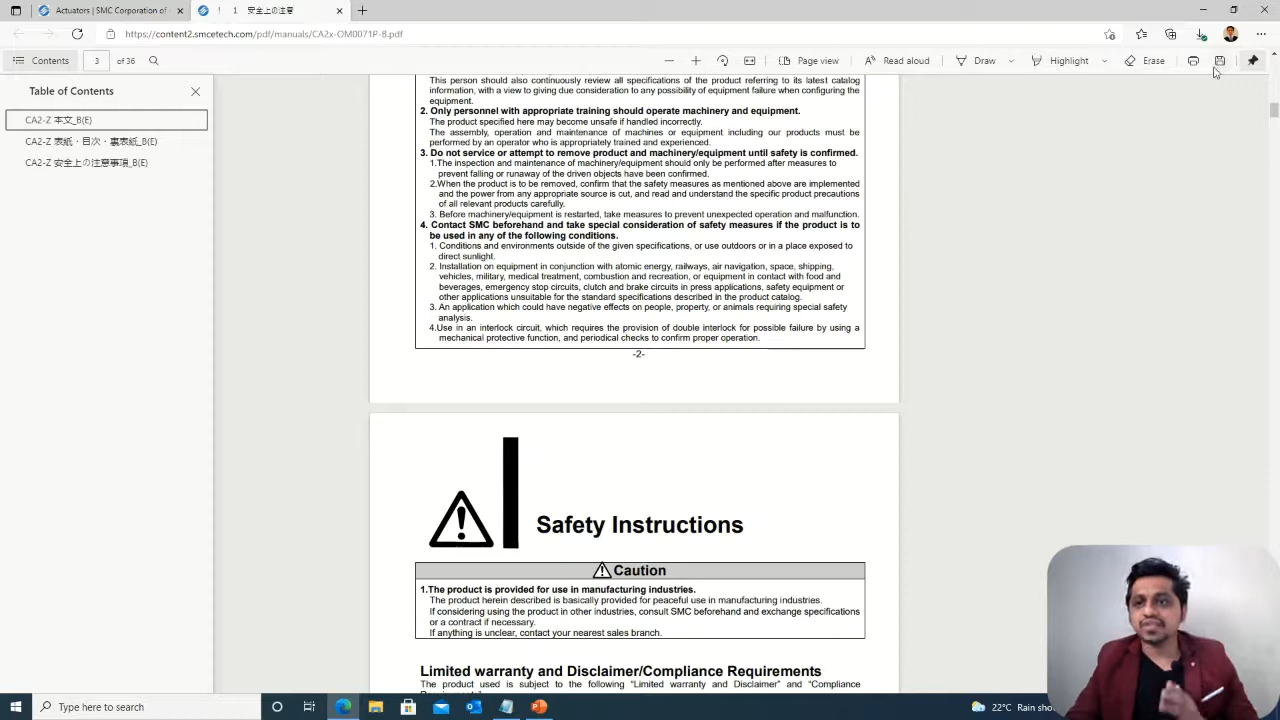 Actuators | SMC Corporation of
! 1 安全上の注意
https://content2.smcetech.com/pdf/manuals/CA2x-OM0071P-B.pdf
Contents
3 of 36
Page view
Read aloud
Draw
Highlight
Erase
Table of Contents
CA2-Z 本文_B(E)
CA2-Z 表紙・目次・裏表紙_B(E)
CA2-Z 安全上の注意事項_B(E)
This person should also continuously review all specifications of the product referring to its latest catalog
information, with a view to giving due consideration to any possibility of equipment failure when configuring the
equipment.
2. Only personnel with appropriate training should operate machinery and equipment.
The product specified here may become unsafe if handled incorrectly.
The assembly, operation and maintenance of machines or equipment including our products must be
performed by an operator who is appropriately trained and experienced.
3. Do not service or attempt to remove product and machinery/equipment until safety is confirmed.
1.The inspection and maintenance of machinery/equipment should only be performed after measures to
prevent falling or runaway of the driven objects have been confirmed.
2.When the product is to be removed, confirm that the safety measures as mentioned above are implemented
and the power from any appropriate source is cut, and read and understand the specific product precautions
of all relevant products carefully.
3. Before machinery/equipment is restarted, take measures to prevent unexpected operation and malfunction.
4. Contact SMC beforehand and take special consideration of safety measures if the product is to
be used in any of the following conditions.
1. Conditions and environments outside of the given specifications, or use outdoors or in a place exposed to
direct sunlight.
2. Installation on equipment in conjunction with atomic energy, railways, air navigation, space, shipping,
vehicles, military, medical treatment, combustion and recreation, or equipment in contact with food and
beverages, emergency stop circuits, clutch and brake circuits in press applications, safety equipment or
other applications unsuitable for the standard specifications described in the product catalog.
3. An application which could have negative effects on people, property, or animals requiring special safety
analysis.
4.Use in an interlock circuit, which requires the provision of double interlock for possible failure by using a
mechanical protective function, and periodical checks to confirm proper operation.
-2-
Safety Instructions
Caution
1.The product is provided for use in manufacturing industries.
The product herein described is basically provided for peaceful use in manufacturing industries.
If considering using the product in other industries, consult SMC beforehand and exchange specifications
or a contract if necessary.
If anything is unclear, contact your nearest sales branch.
Limited warranty and Disclaimer/Compliance Requirements
The product used is subject to the following "Limited warranty and Disclaimer" and "Compliance
Type here to search
22°C Rain sho